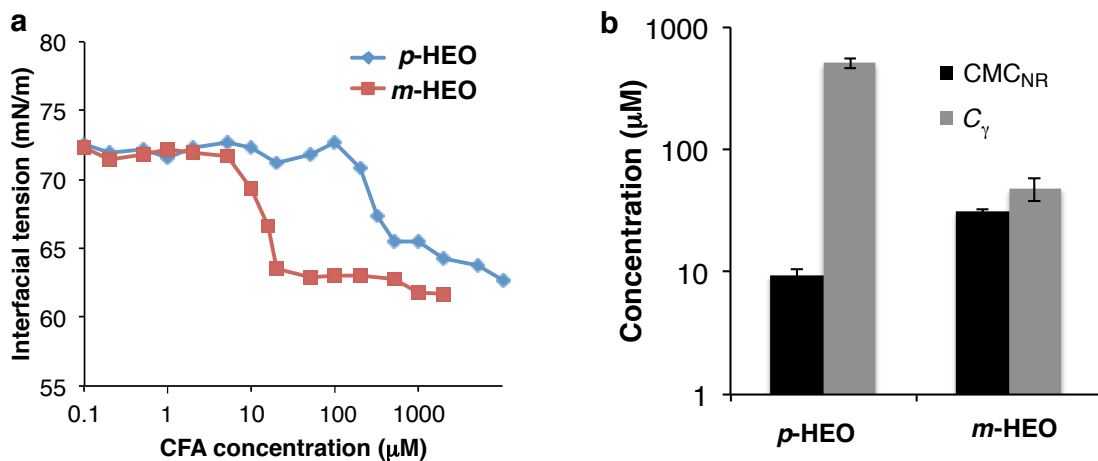 a
80
75
70
65
60
55
Interfacial tension (mN/m)
p-HEO
m-HEO
0.1
1
10
100
1000
CFA concentration (μM)
b
1000
100
10
1
Concentration (μM)
CMCNR
Cγ
p-HEO
m-HEO